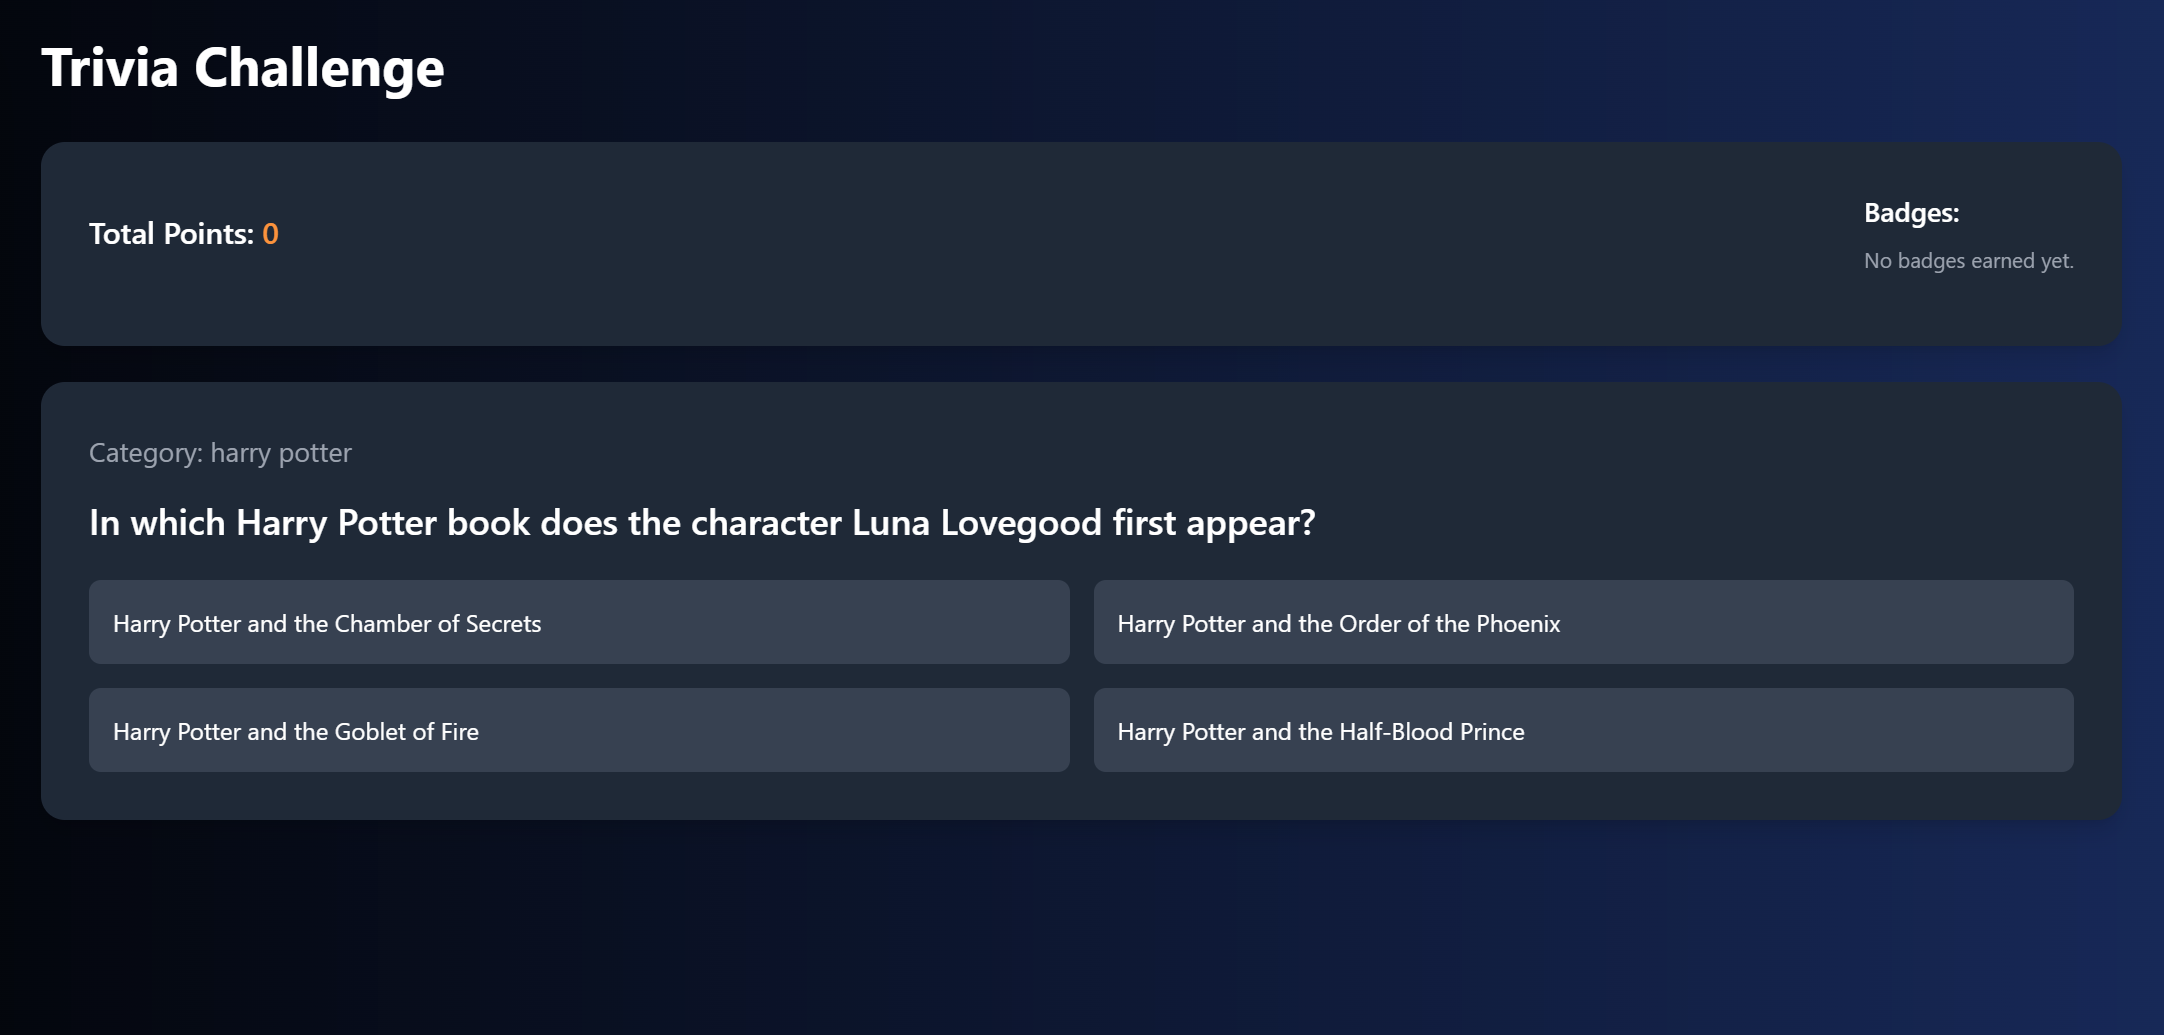 Trivia Challenge
Total Points: 0
Badges:
No badges earned yet.
Category: harry potter
In which Harry Potter book does the character Luna Lovegood first appear?
Harry Potter and the Chamber of Secrets
Harry Potter and the Order of the Phoenix
Harry Potter and the Goblet of Fire
Harry Potter and the Half-Blood Prince